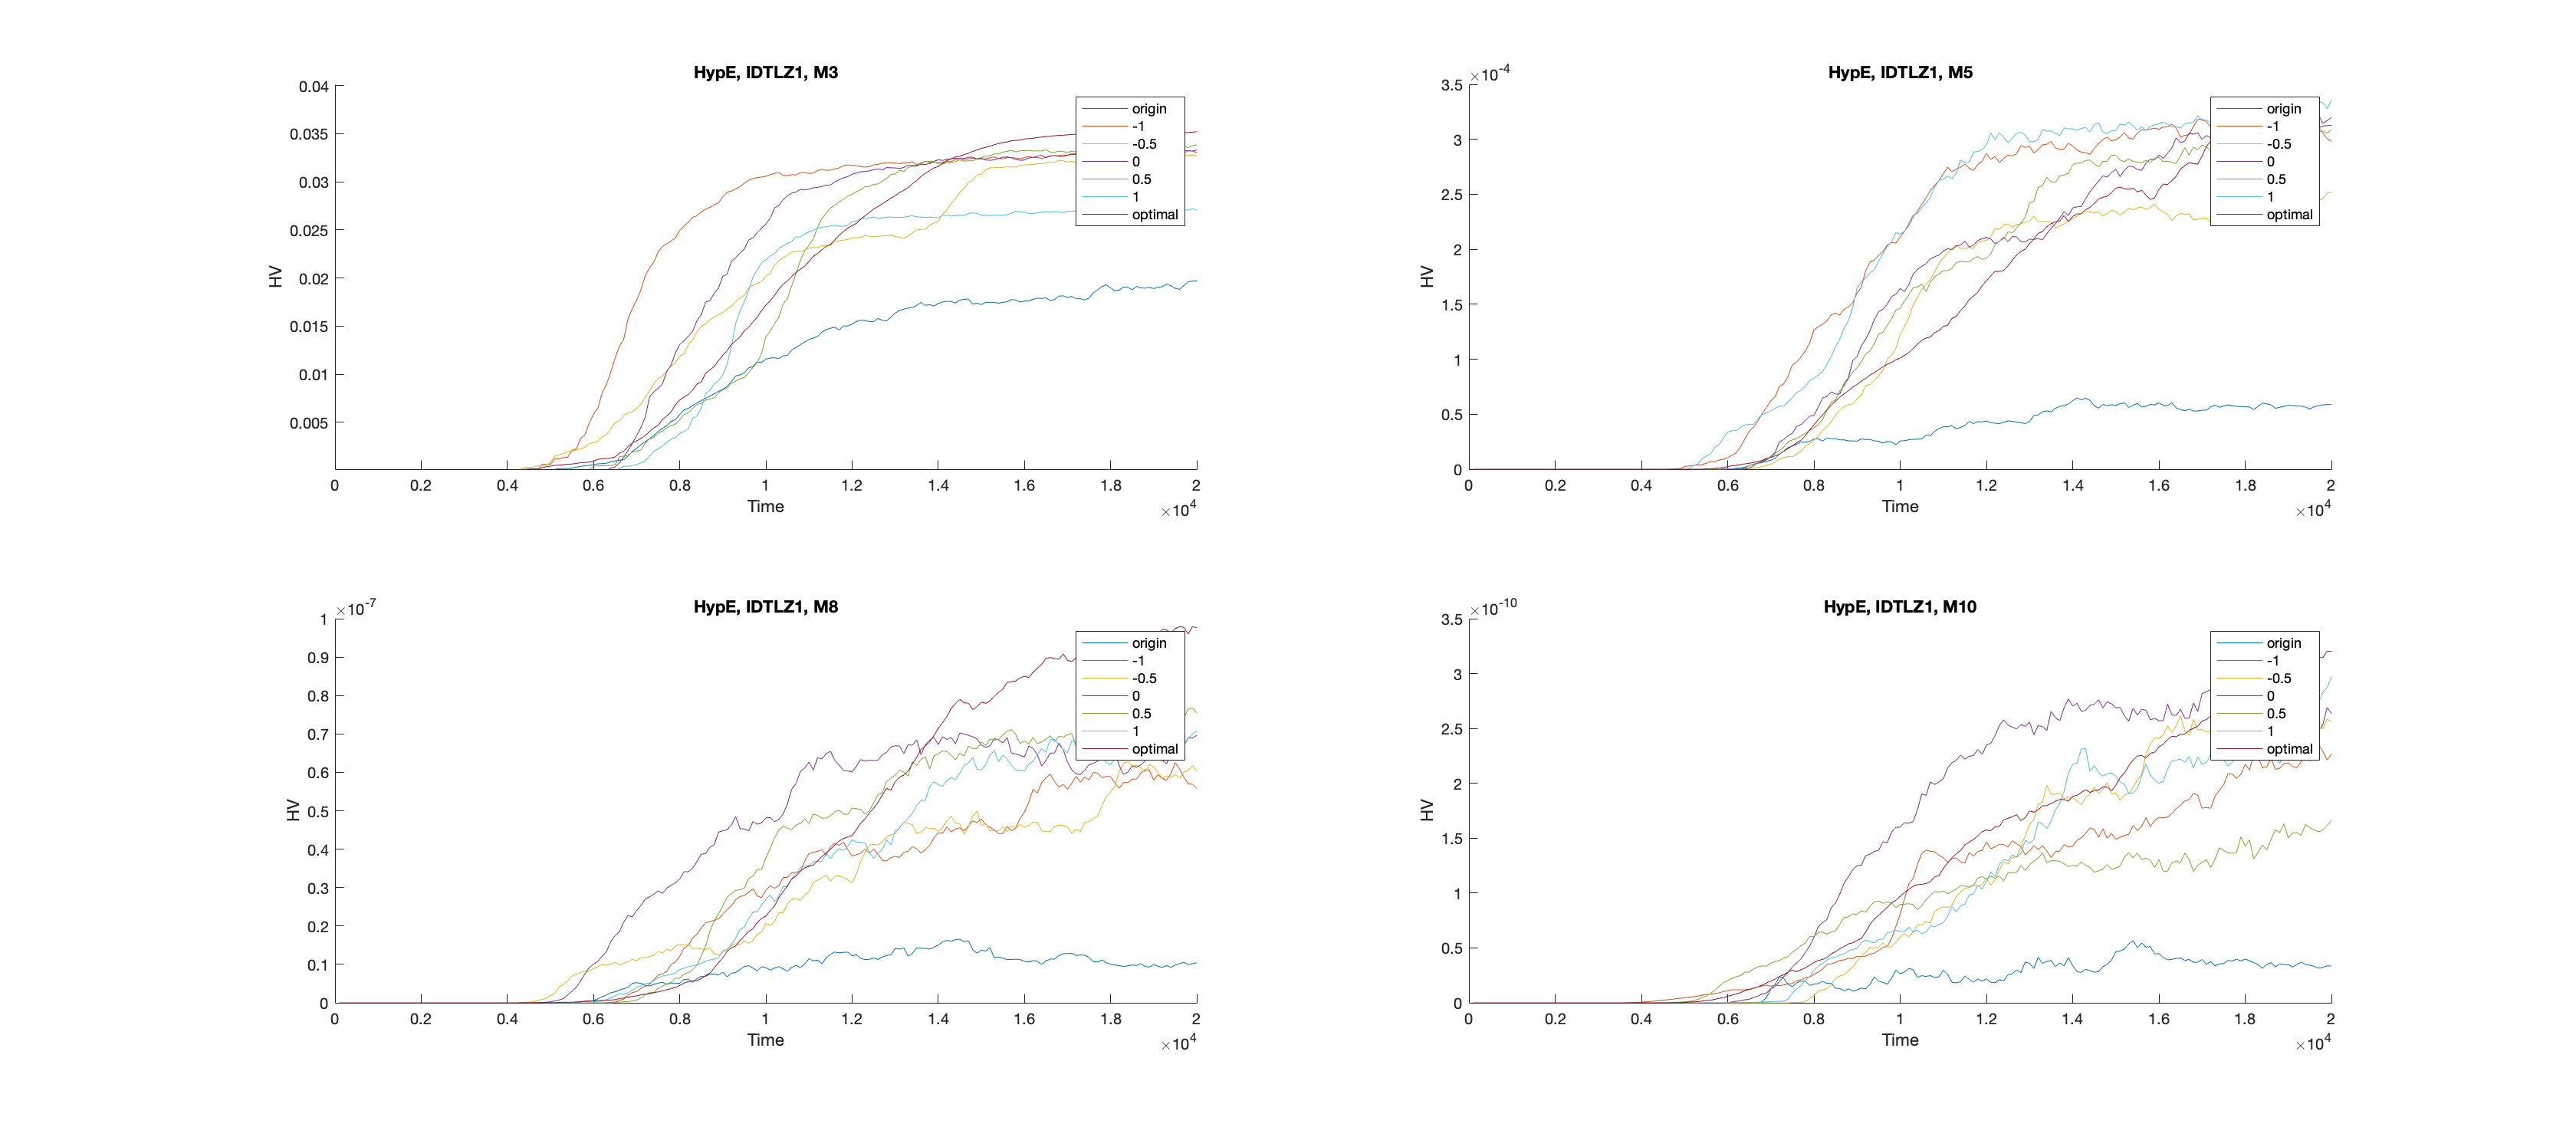 HypE, IDTLZ1, M3
0.04
0.035
0.03
0.025
0.02
0.015
0.01
0.005
HV
0 0.2 0.4 0.6 0.8 1 1.2 1.4 1.6 1.8 2
Time
×10^4
origin
-1
-0.5
0
0.5
1
optimal
HypE, IDTLZ1, M5
×10^-4
3.5
3
2.5
2
1.5
1
0.5
0
HV
0 0.2 0.4 0.6 0.8 1 1.2 1.4 1.6 1.8 2
Time
×10^4
origin
-1
-0.5
0
0.5
1
optimal
HypE, IDTLZ1, M8
×10^-7
1
0.9
0.8
0.7
0.6
0.5
0.4
0.3
0.2
0.1
0
HV
0 0.2 0.4 0.6 0.8 1 1.2 1.4 1.6 1.8 2
Time
×10^4
origin
-1
-0.5
0
0.5
1
optimal
HypE, IDTLZ1, M10
×10^-10
3.5
3
2.5
2
1.5
1
0.5
0
HV
0 0.2 0.4 0.6 0.8 1 1.2 1.4 1.6 1.8 2
Time
×10^4
origin
-1
-0.5
0
0.5
1
optimal